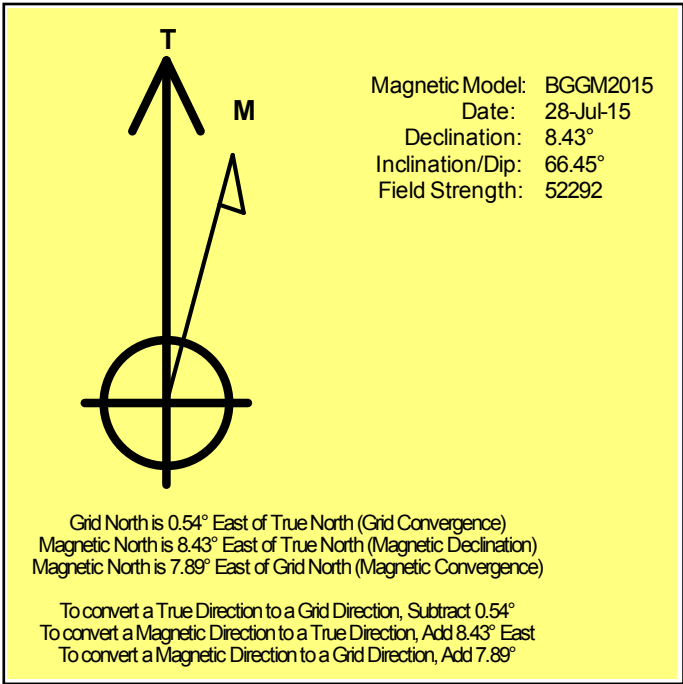 T
M
Magnetic Model: BGGM2015
Date: 28-Jul-15
Declination: 8.43°
Inclination/Dip: 66.45°
Field Strength: 52292
Grid North is 0.54° East of True North (Grid Convergence)
Magnetic North is 8.43° East of True North (Magnetic Declination)
Magnetic North is 7.89° East of Grid North (Magnetic Convergence)
To convert a True Direction to a Grid Direction, Subtract 0.54°
To convert a Magnetic Direction to a True Direction, Add 8.43° East
To convert a Magnetic Direction to a Grid Direction, Add 7.89°